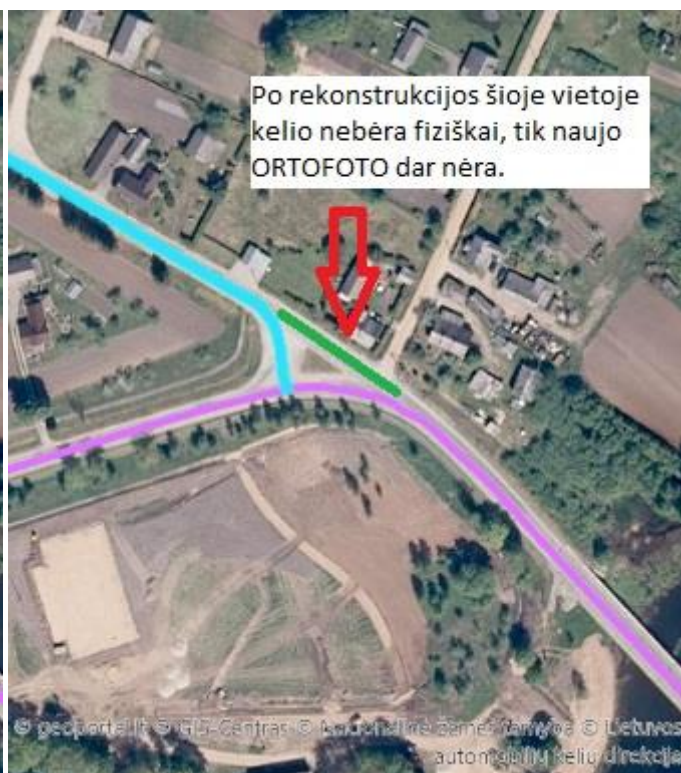 Po rekonstrukcijos šioje vietoje
kelio nebėra fiziškai, tik naujo
ORTOFOTO dar nėra.
© geoportal.lt © GIS-Centras © Nacionalinė žemės tarnyba © Lietuvos
automobilių kelių direkcija